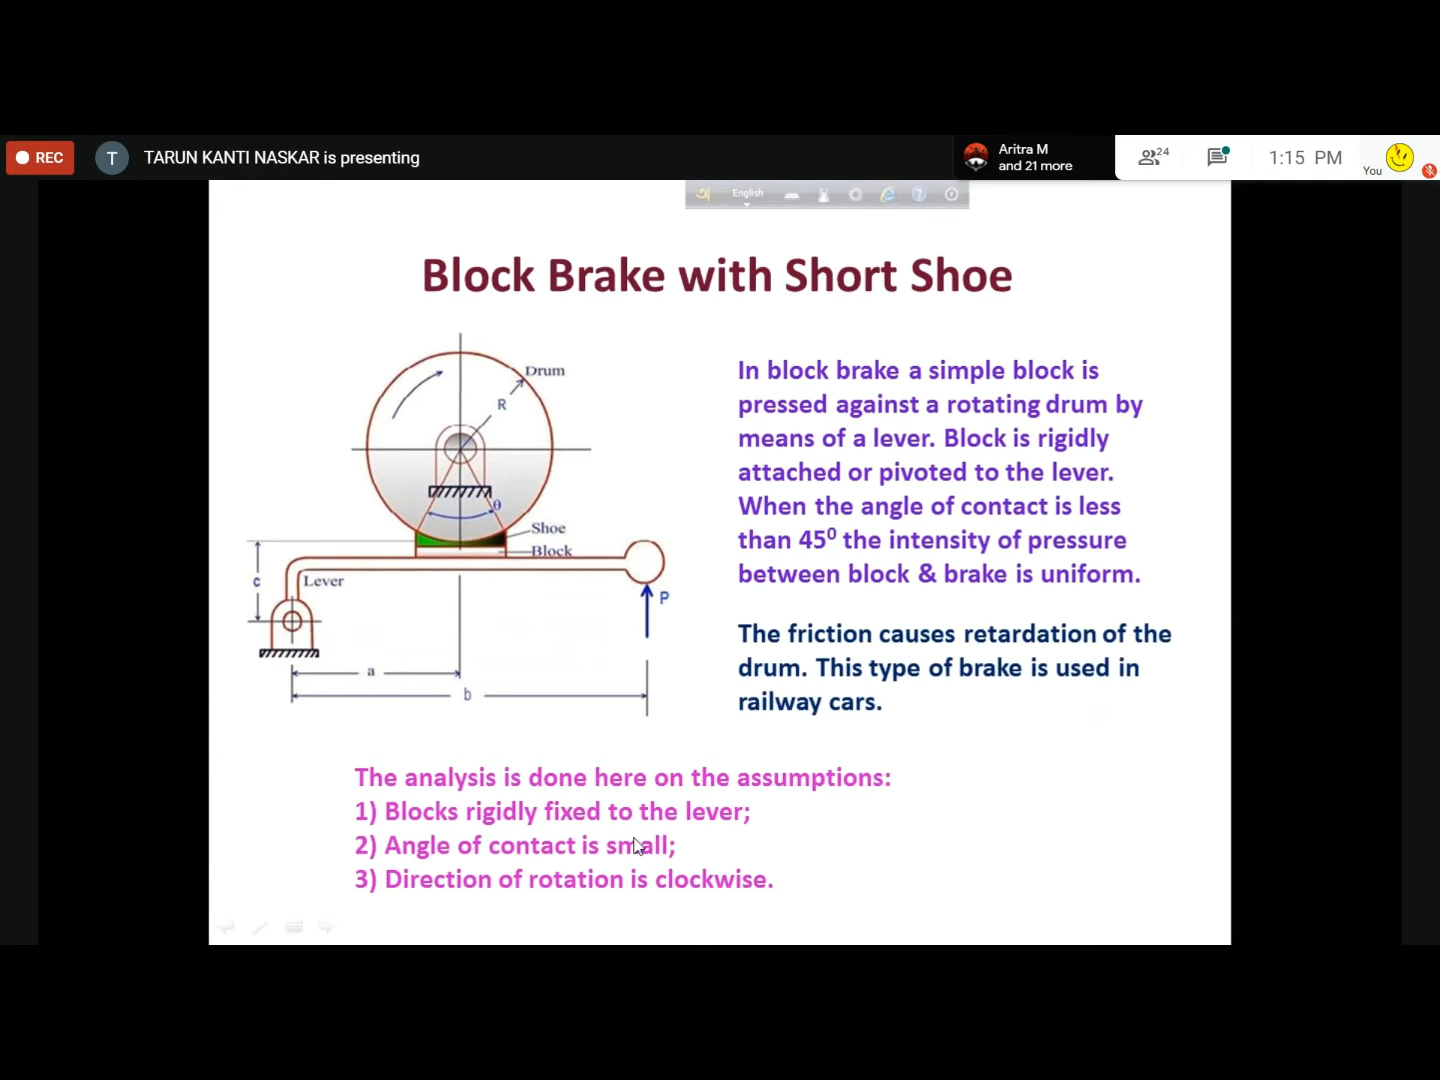 REC
T
TARUN KANTI NASKAR is presenting
Aritra M
and 21 more
24
1:15 PM
You
English
Block Brake with Short Shoe
Drum
R
θ
Shoe
Block
c
Lever
P
a
b
In block brake a simple block is
pressed against a rotating drum by
means of a lever. Block is rigidly
attached or pivoted to the lever.
When the angle of contact is less
than 45⁰ the intensity of pressure
between block & brake is uniform.
The friction causes retardation of the
drum. This type of brake is used in
railway cars.
The analysis is done here on the assumptions:
1) Blocks rigidly fixed to the lever;
2) Angle of contact is small;
3) Direction of rotation is clockwise.